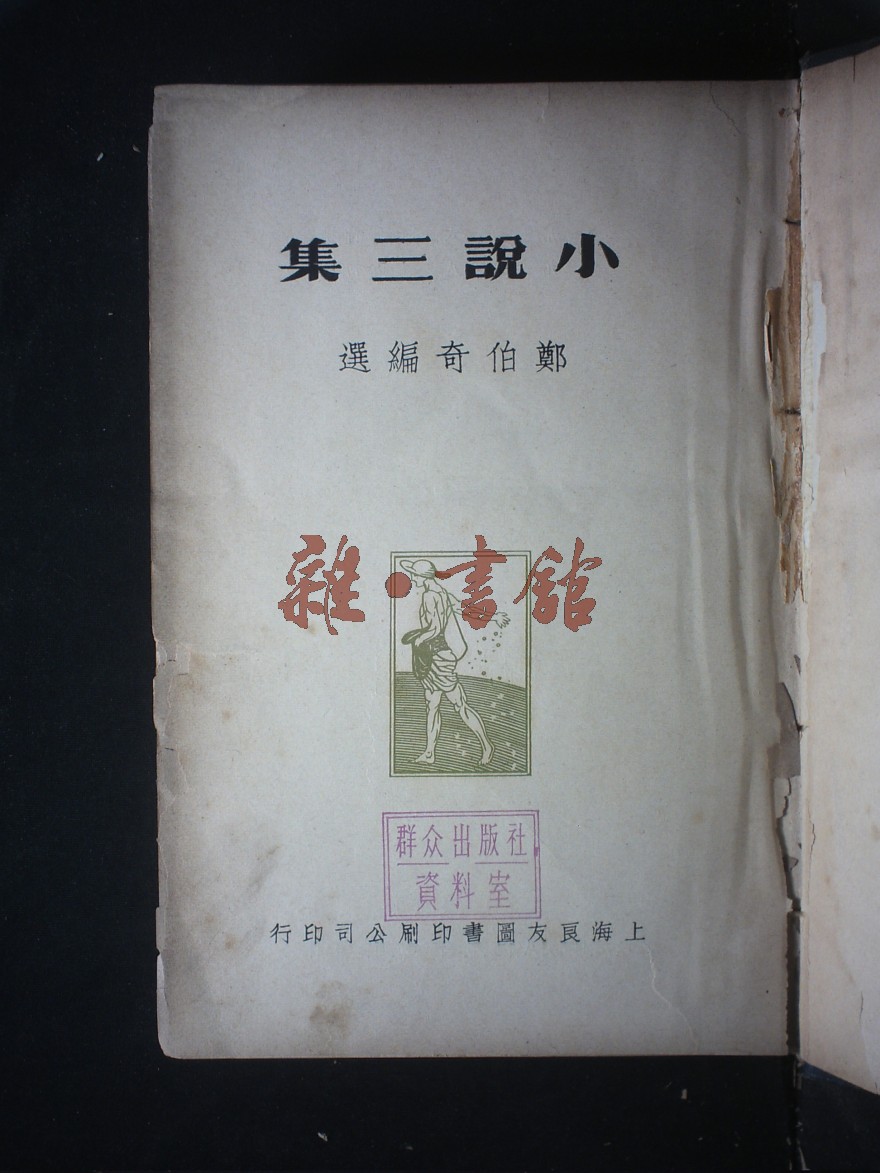 小說三集
鄭伯奇編選
雜·書館
群众出版社
資料室
上海良友圖書印刷公司印行